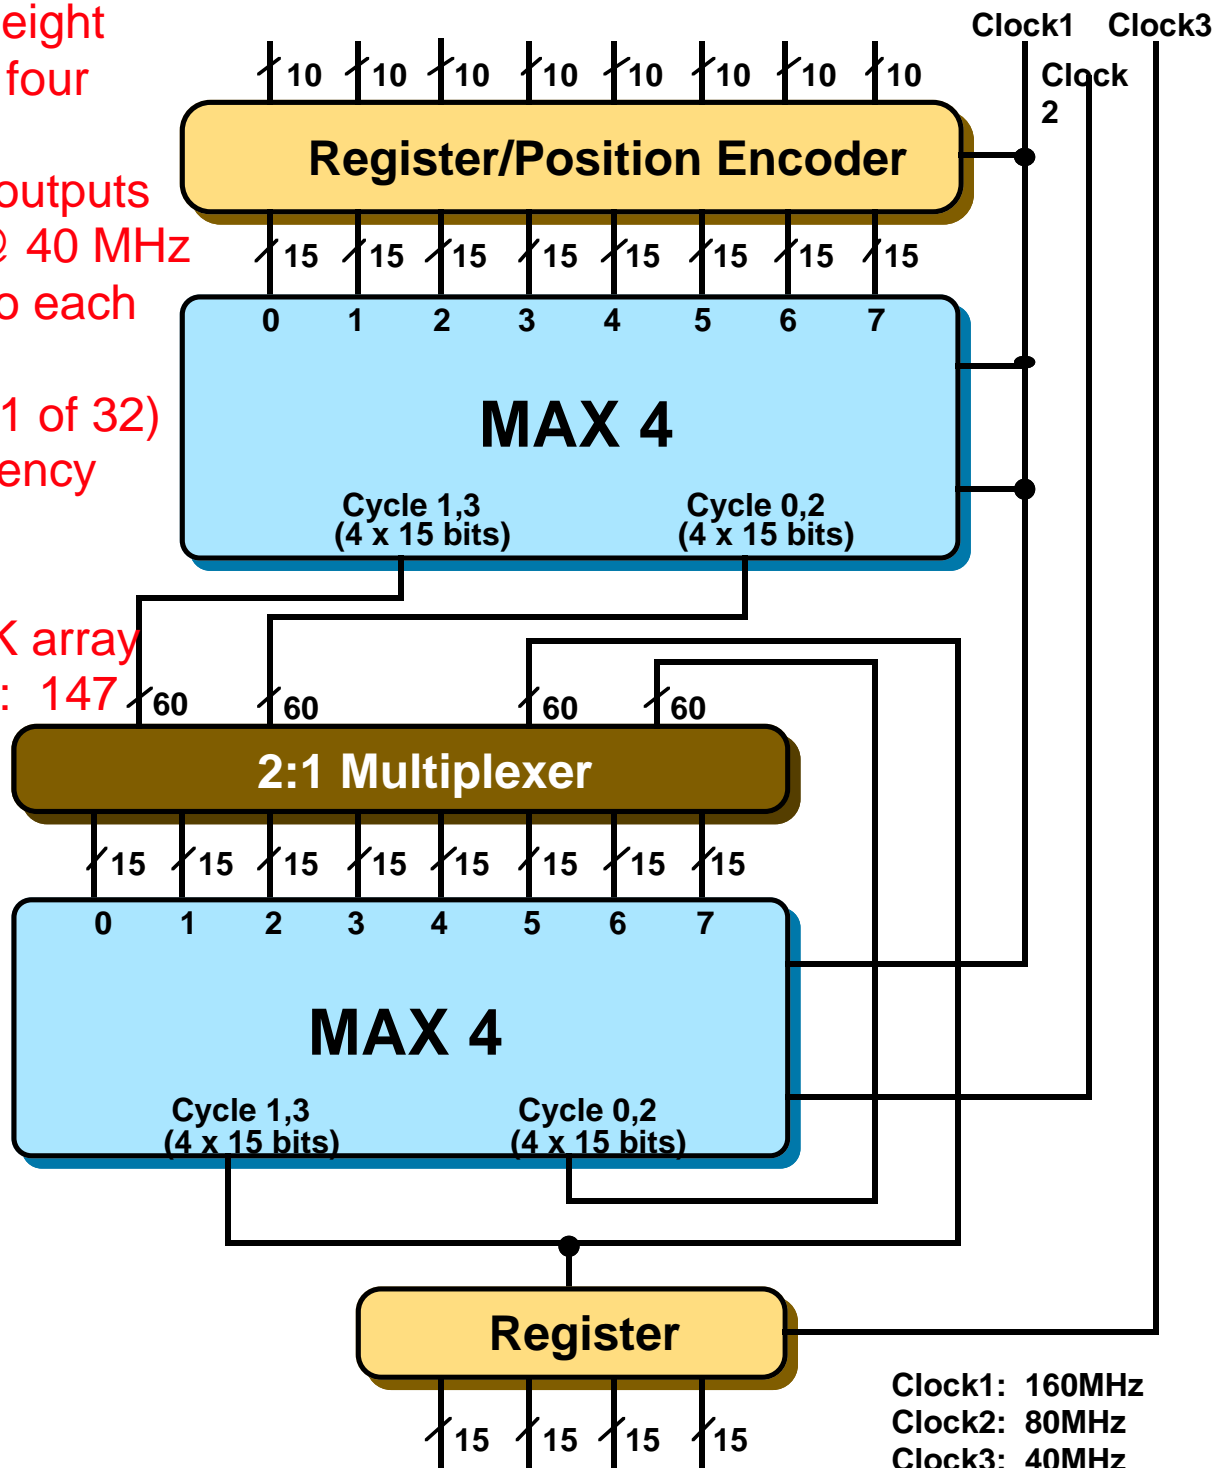 eight
four
outputs
@ 40 MHz
o each
1 of 32)
ency
K array
: 147
Clock1 Clock3
Clock
2
10 10 10 10 10 10 10 10
Register/Position Encoder
15 15 15 15 15 15 15 15
0 1 2 3 4 5 6 7
MAX 4
Cycle 1,3 Cycle 0,2
(4 x 15 bits) (4 x 15 bits)
60 60 60 60
2:1 Multiplexer
15 15 15 15 15 15 15 15
0 1 2 3 4 5 6 7
MAX 4
Cycle 1,3 Cycle 0,2
(4 x 15 bits) (4 x 15 bits)
Register
15 15 15 15
Clock1: 160MHz
Clock2: 80MHz
Clock3: 40MHz